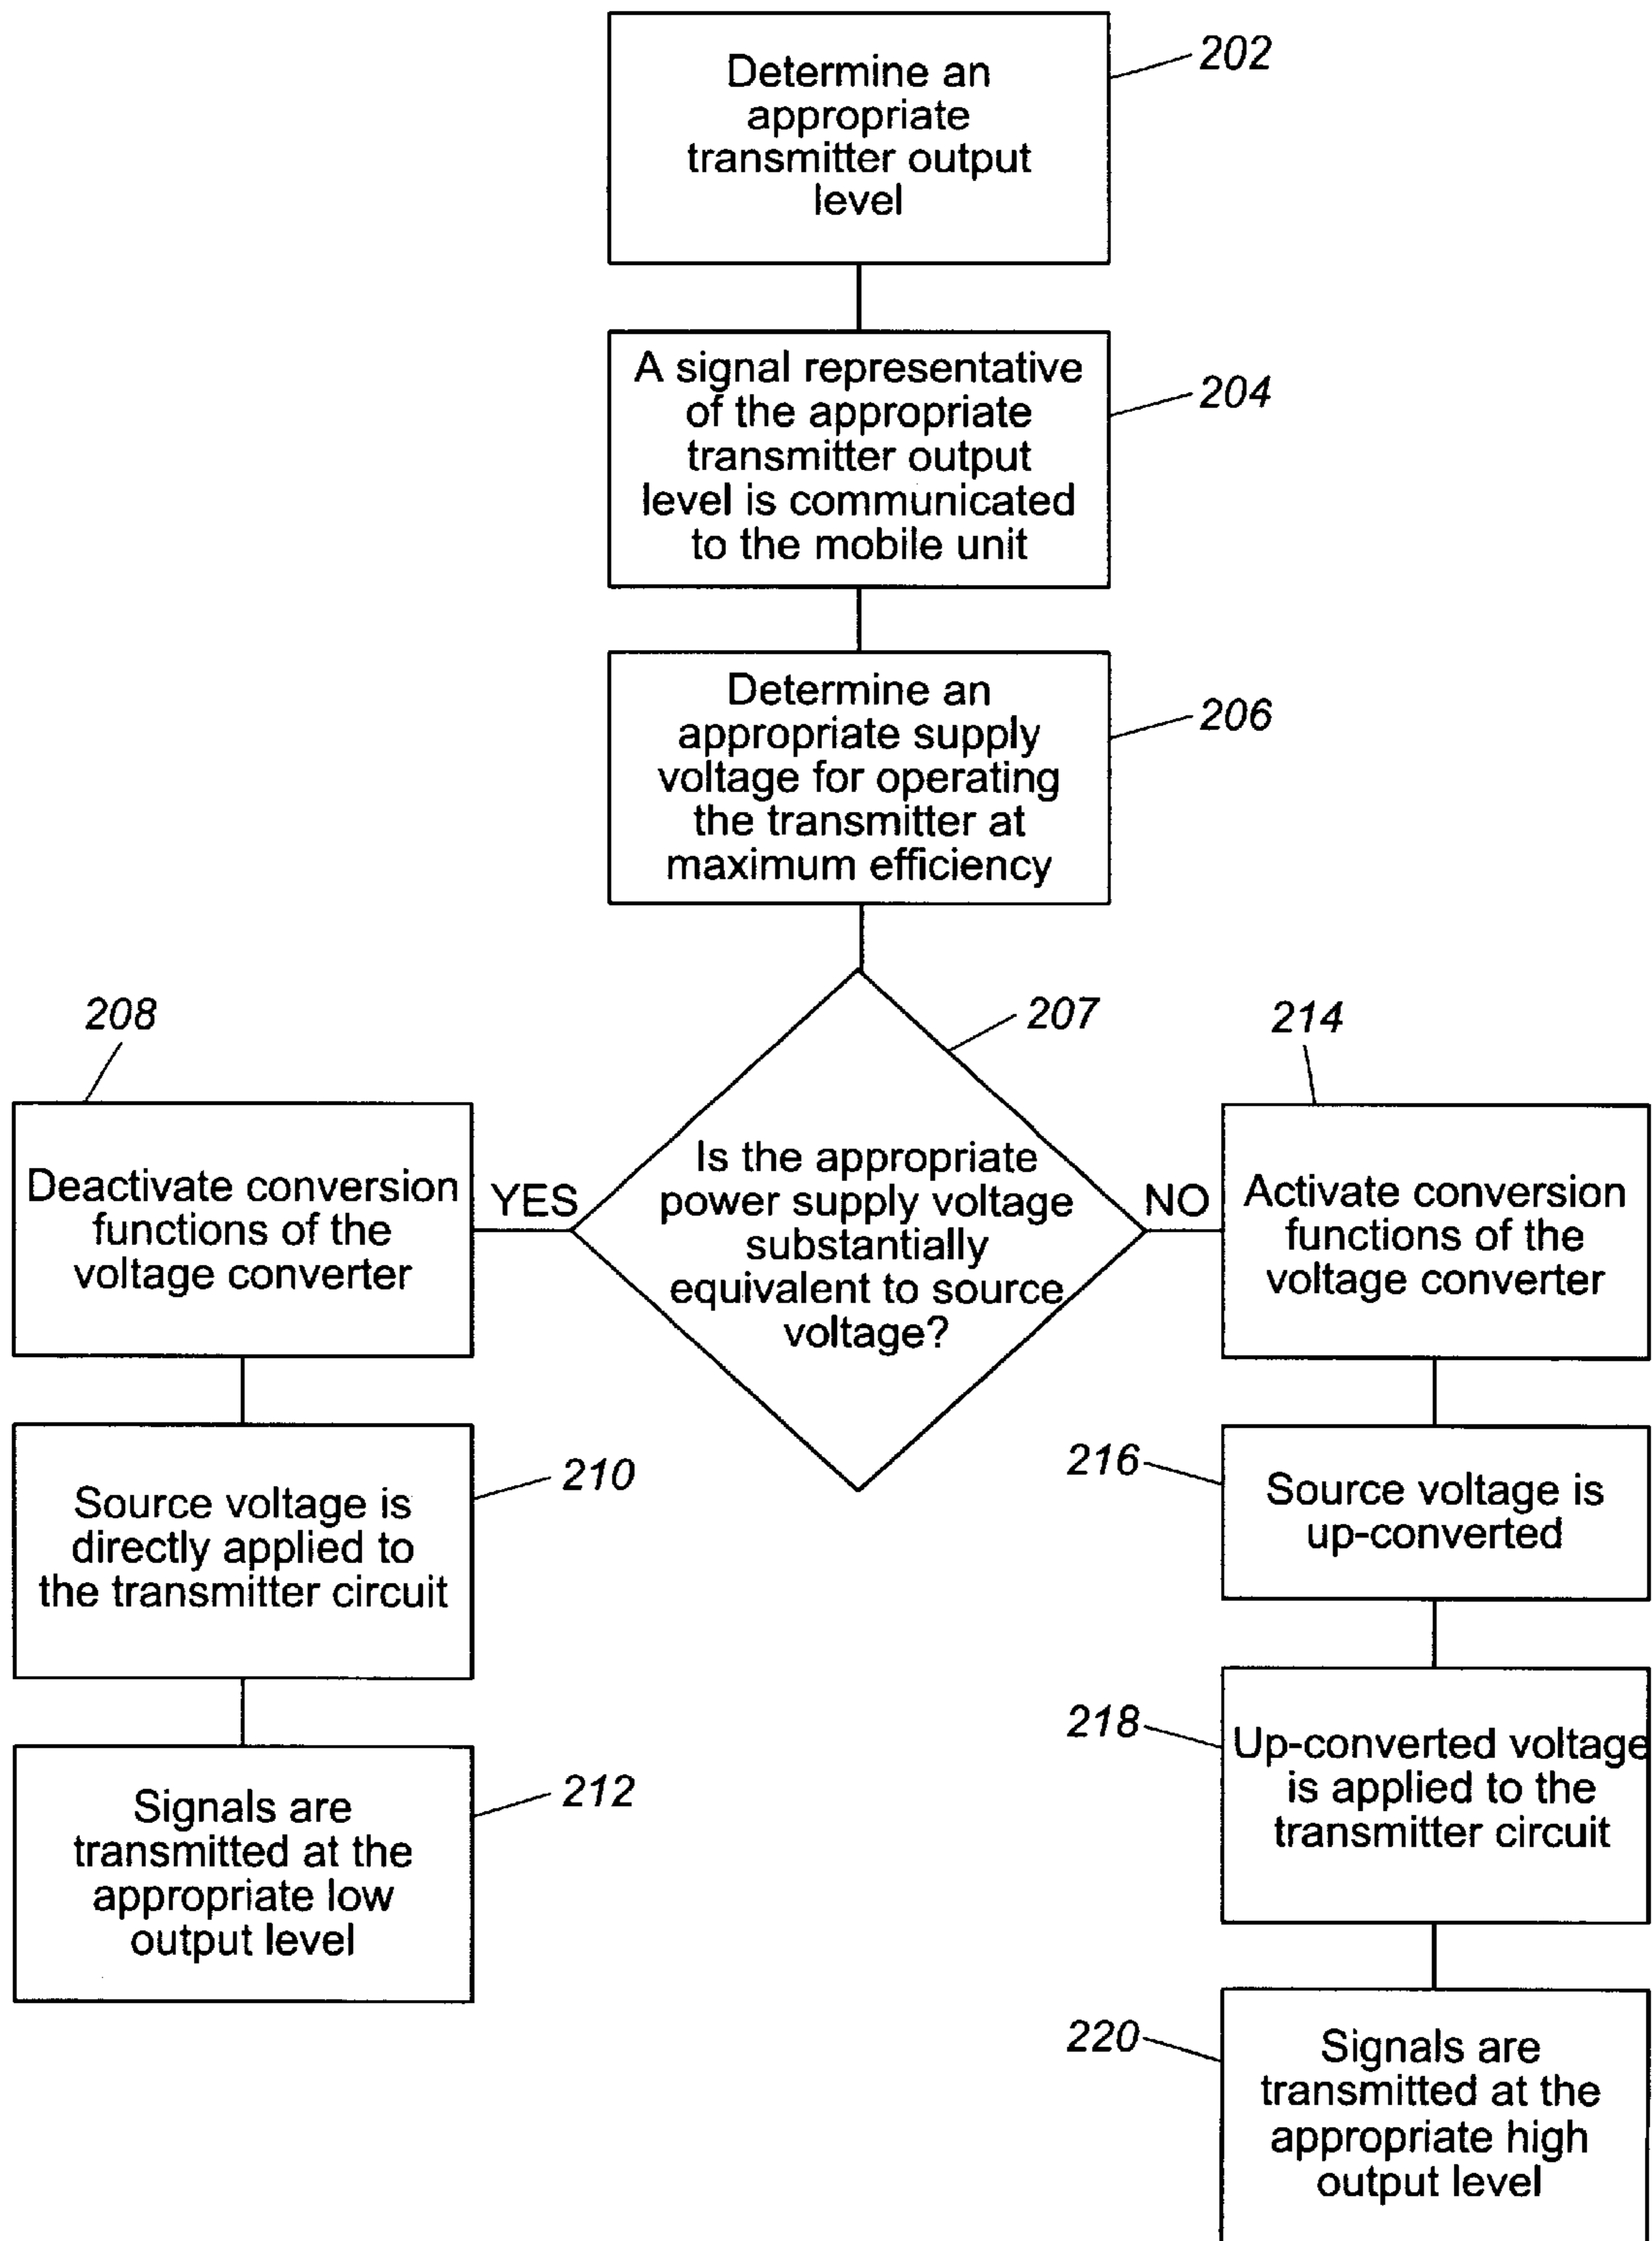 Determine an
appropriate
transmitter output
level
202
A signal representative
of the appropriate
transmitter output
level is communicated
to the mobile unit
204
Determine an
appropriate supply
voltage for operating
the transmitter at
maximum efficiency
206
207
Is the appropriate
power supply voltage
substantially
equivalent to source
voltage?
YES
NO
208
Deactivate conversion
functions of the
voltage converter
210
Source voltage is
directly applied to
the transmitter circuit
212
Signals are
transmitted at the
appropriate low
output level
214
Activate conversion
functions of the
voltage converter
216
Source voltage is
up-converted
218
Up-converted voltage
is applied to the
transmitter circuit
220
Signals are
transmitted at the
appropriate high
output level